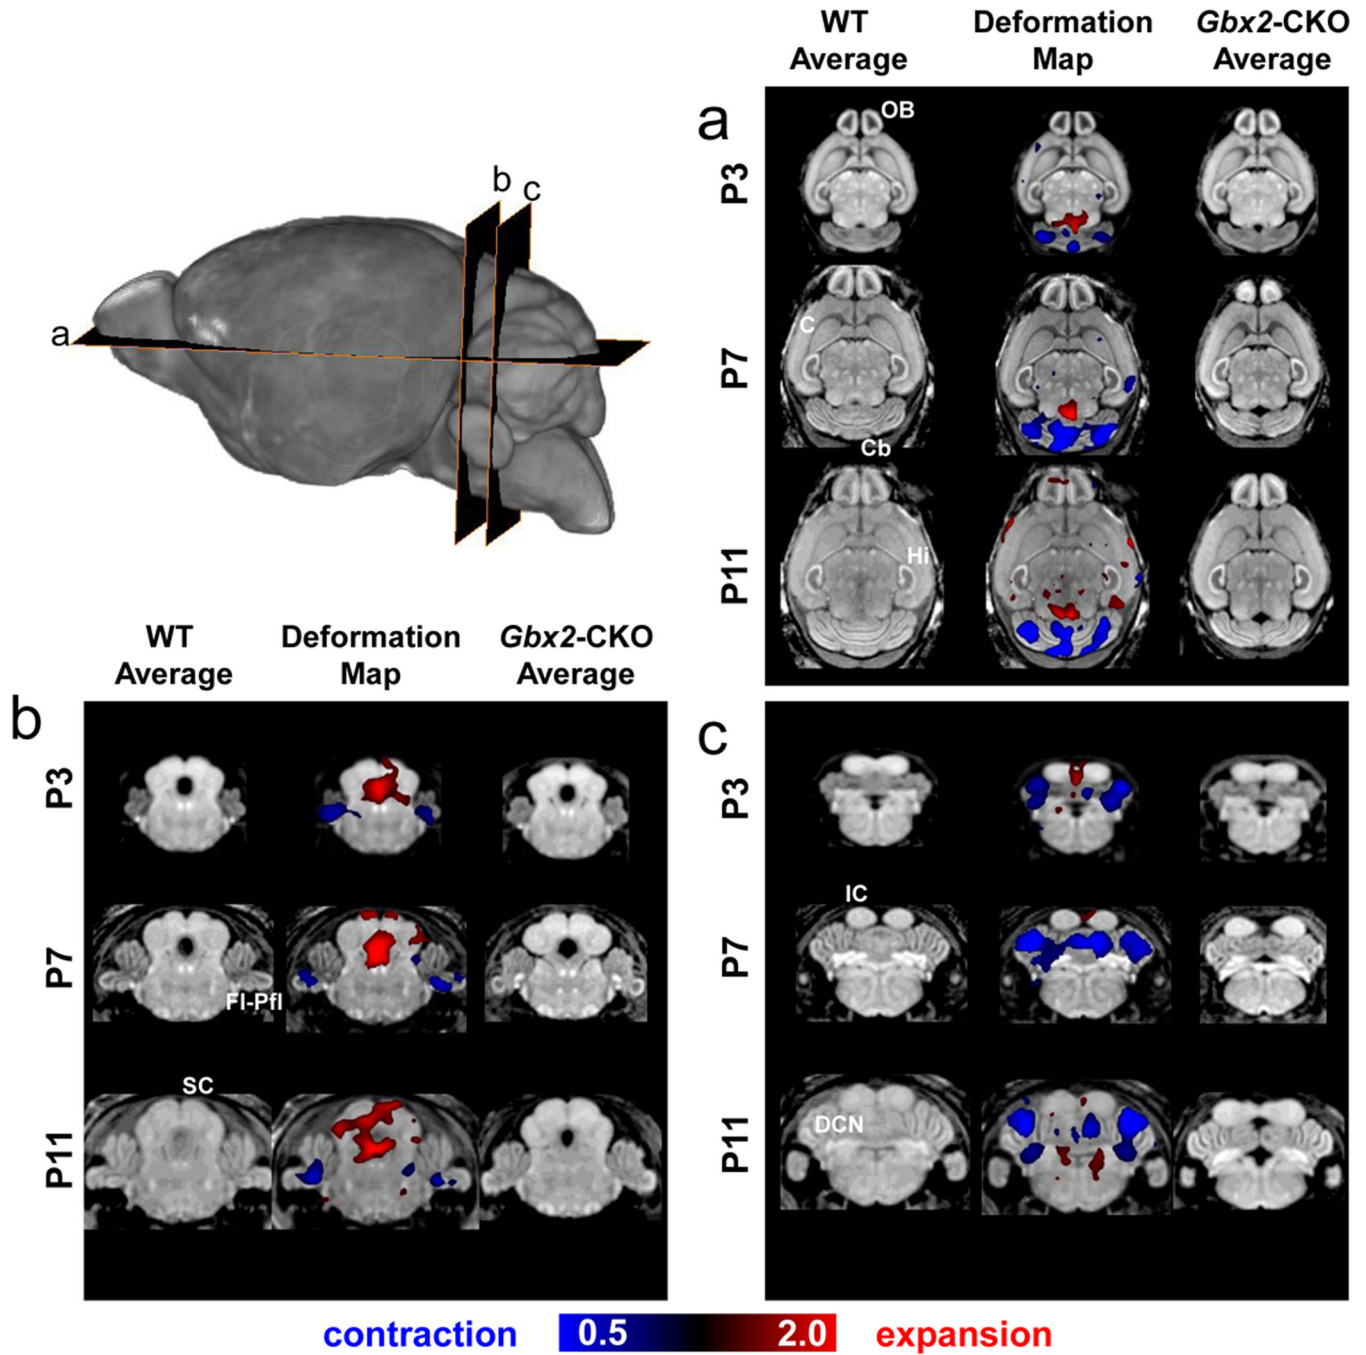 WT
Average
Deformation
Map
Gbx2-CKO
Average
a
P3
OB
P7
C
Cb
P11
Hi
a
b
c
WT
Average
Deformation
Map
Gbx2-CKO
Average
b
P3
P7
Fl-Pfl
P11
SC
c
P3
P7
IC
P11
DCN
contraction
0.5
2.0
expansion